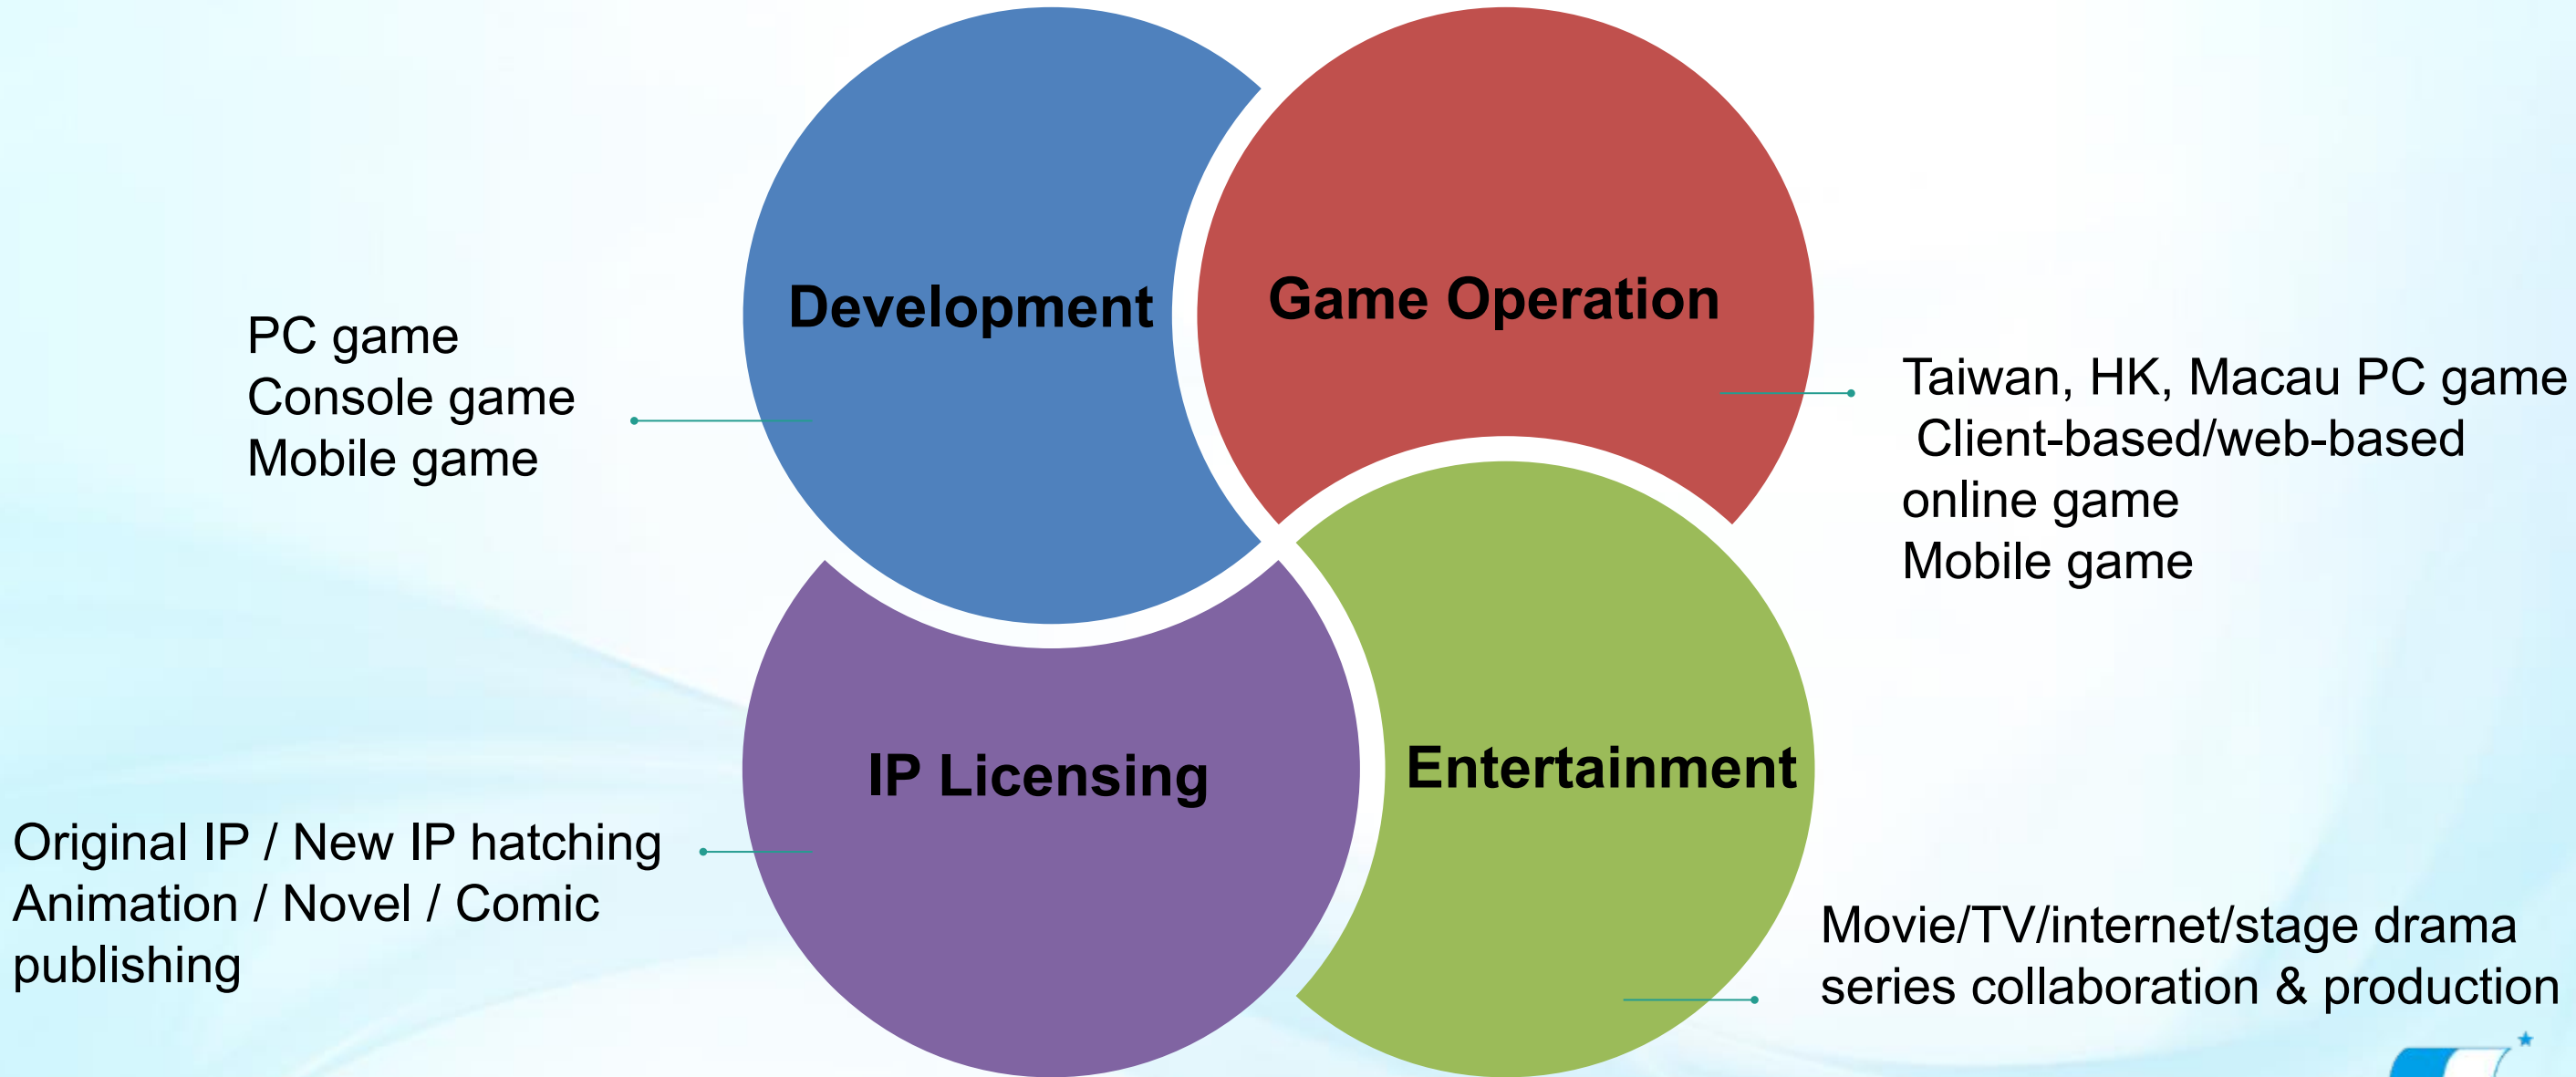 Development
Game Operation
PC game
Console game
Mobile game
Taiwan, HK, Macau PC game
Client-based/web-based
online game
Mobile game
IP Licensing
Entertainment
Original IP / New IP hatching
Animation / Novel / Comic
publishing
Movie/TV/internet/stage drama
series collaboration & production